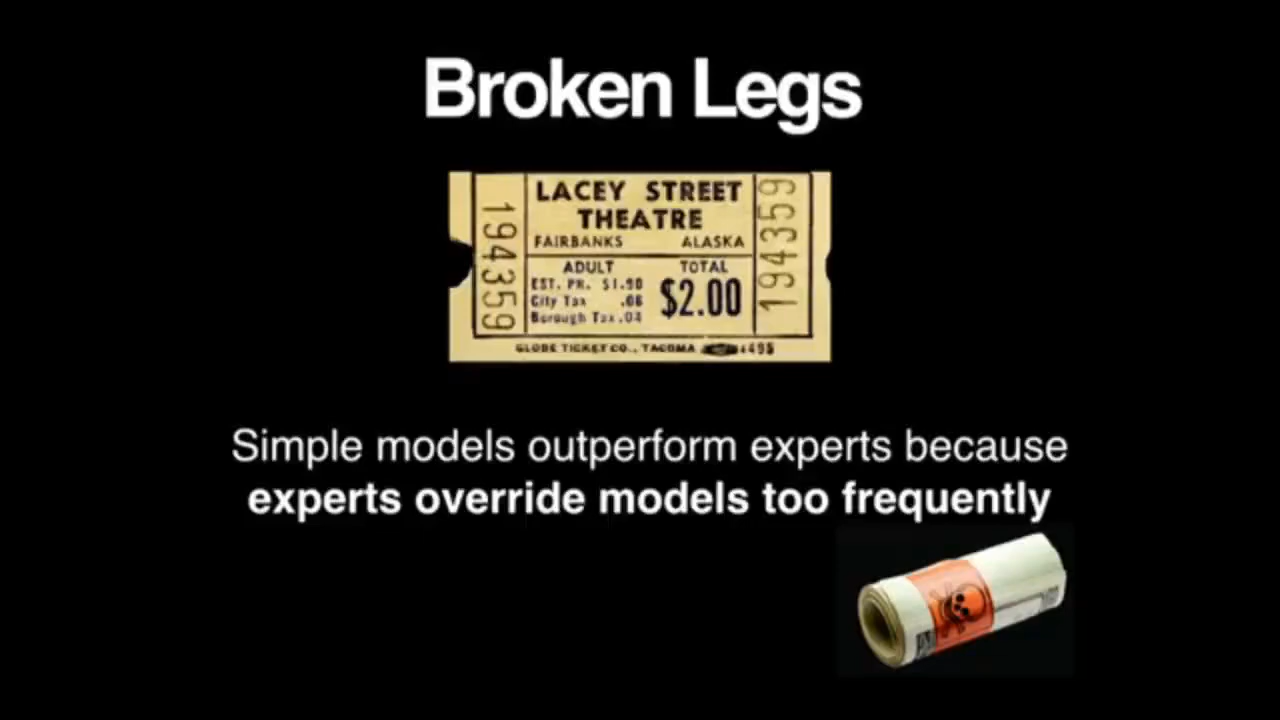 Broken Legs
194359
LACEY STREET
THEATRE
FAIRBANKS ALASKA
ADULT TOTAL
EST. PR. $1.90
City Tax .06
Borough Tax .04
$2.00
194359
GLOBE TICKET CO., TACOMA
Simple models outperform experts because
experts override models too frequently